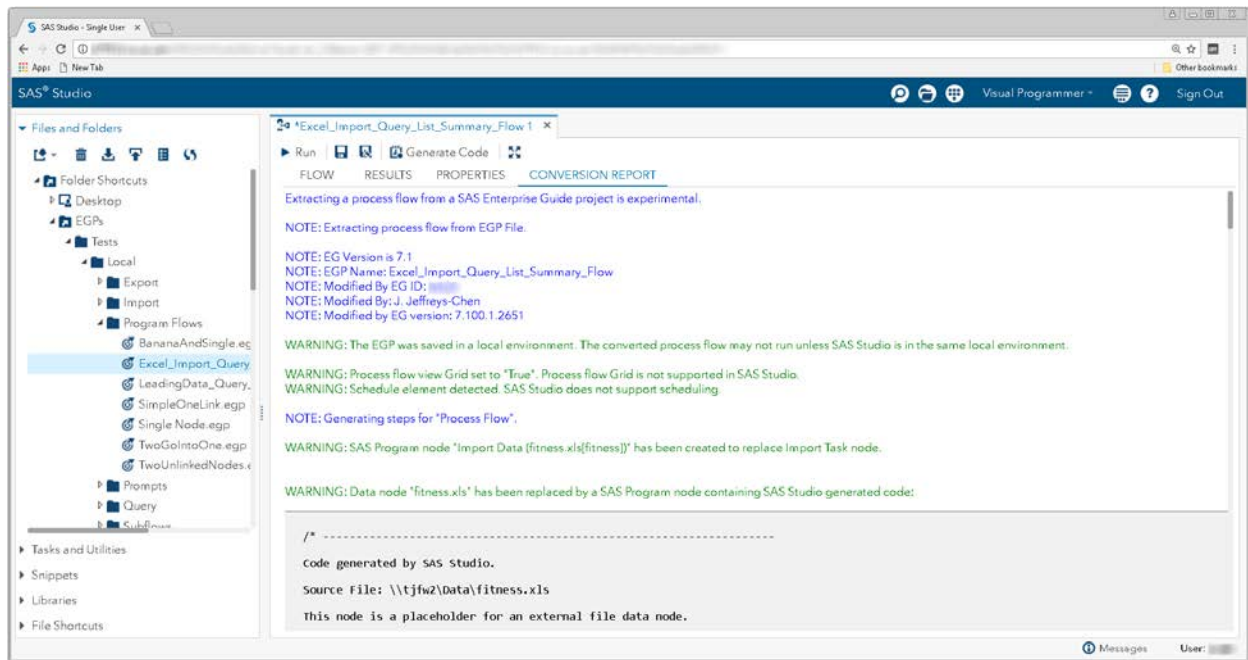 SAS Studio - Single User
Apps New Tab
Other bookmarks
SAS® Studio
Visual Programmer
Sign Out
Files and Folders
Folder Shortcuts
Desktop
EGPs
Tests
Local
Export
Import
Program Flows
BananaAndSingle.eg
Excel_Import_Query
LeadingData_Query_
SimpleOneLink.egp
Single Node.egp
TwoGoIntoOne.egp
TwoUnlinkedNodes.e
Prompts
Query
Subflows
Tasks and Utilities
Snippets
Libraries
File Shortcuts
*Excel_Import_Query_List_Summary_Flow 1
Run Generate Code
FLOW RESULTS PROPERTIES CONVERSION REPORT
Extracting a process flow from a SAS Enterprise Guide project is experimental.
NOTE: Extracting process flow from EGP File.
NOTE: EG Version is 7.1
NOTE: EGP Name: Excel_Import_Query_List_Summary_Flow
NOTE: Modified By EG ID:
NOTE: Modified By: J. Jeffreys-Chen
NOTE: Modified by EG version: 7.100.1.2651
WARNING: The EGP was saved in a local environment. The converted process flow may not run unless SAS Studio is in the same local environment.
WARNING: Process flow view Grid set to "True". Process flow Grid is not supported in SAS Studio.
WARNING: Schedule element detected. SAS Studio does not support scheduling.
NOTE: Generating steps for "Process Flow".
WARNING: SAS Program node "Import Data (fitness.xls[fitness])" has been created to replace Import Task node.
WARNING: Data node "fitness.xls" has been replaced by a SAS Program node containing SAS Studio generated code:
/* --------------------------------------------------------------------
Code generated by SAS Studio.
Source File: \\tjfw2\Data\fitness.xls
This node is a placeholder for an external file data node.
Messages User: